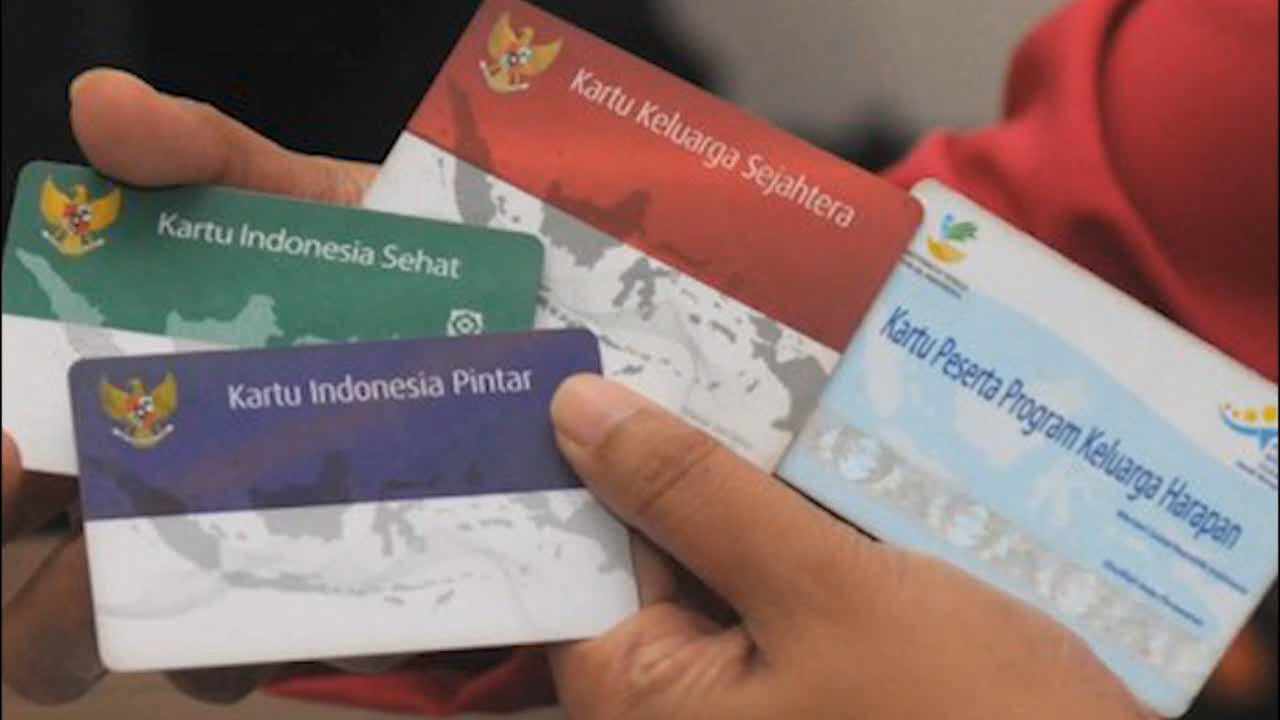 Kartu Keluarga Sejahtera
Kartu Indonesia Sehat
Kartu Indonesia Pintar
Kartu Peserta Program Keluarga Harapan